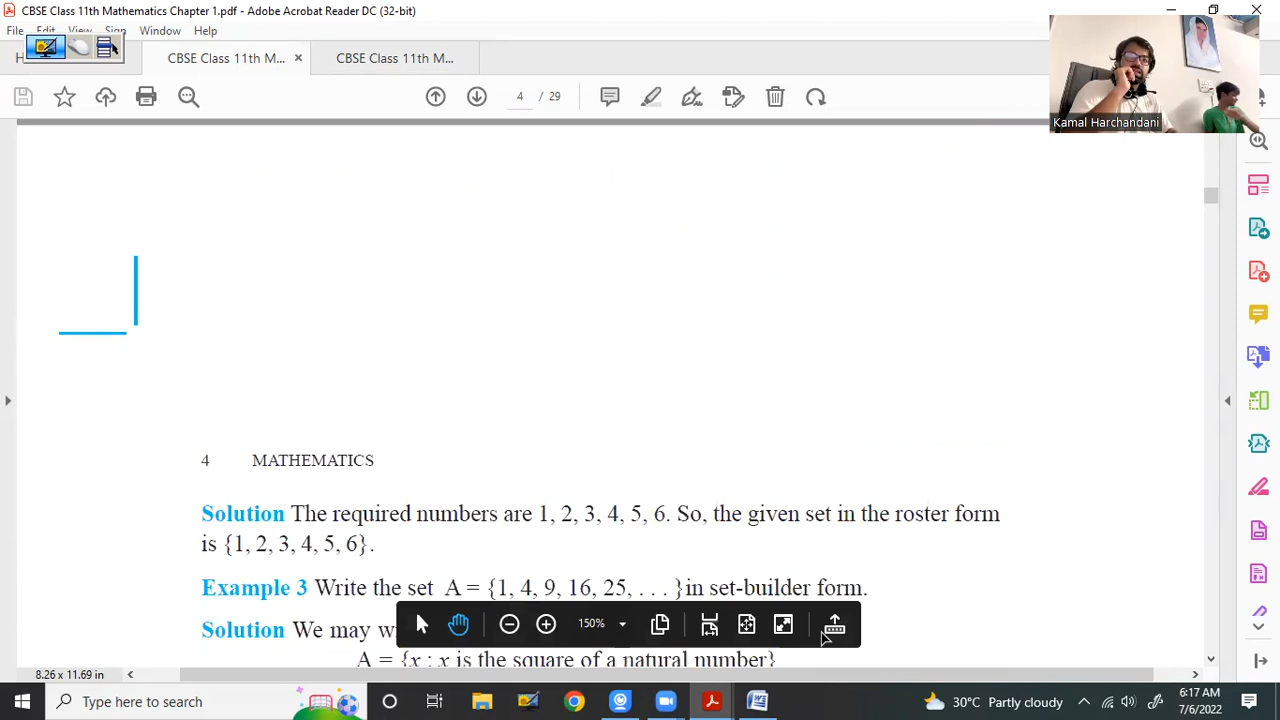 CBSE Class 11th Mathematics Chapter 1.pdf - Adobe Acrobat Reader DC (32-bit)
File Edit View Sign Window Help
CBSE Class 11th M... × CBSE Class 11th M...
4 / 29
Kamal Harchandani
4 MATHEMATICS
Solution The required numbers are 1, 2, 3, 4, 5, 6. So, the given set in the roster form
is {1, 2, 3, 4, 5, 6}.
Example 3 Write the set A = {1, 4, 9, 16, 25, . . . }in set-builder form.
Solution We may
150%
A = {x : x is the square of a natural number}
8.26 x 11.69 in
Type here to search
30°C Partly cloudy
6:17 AM
7/6/2022